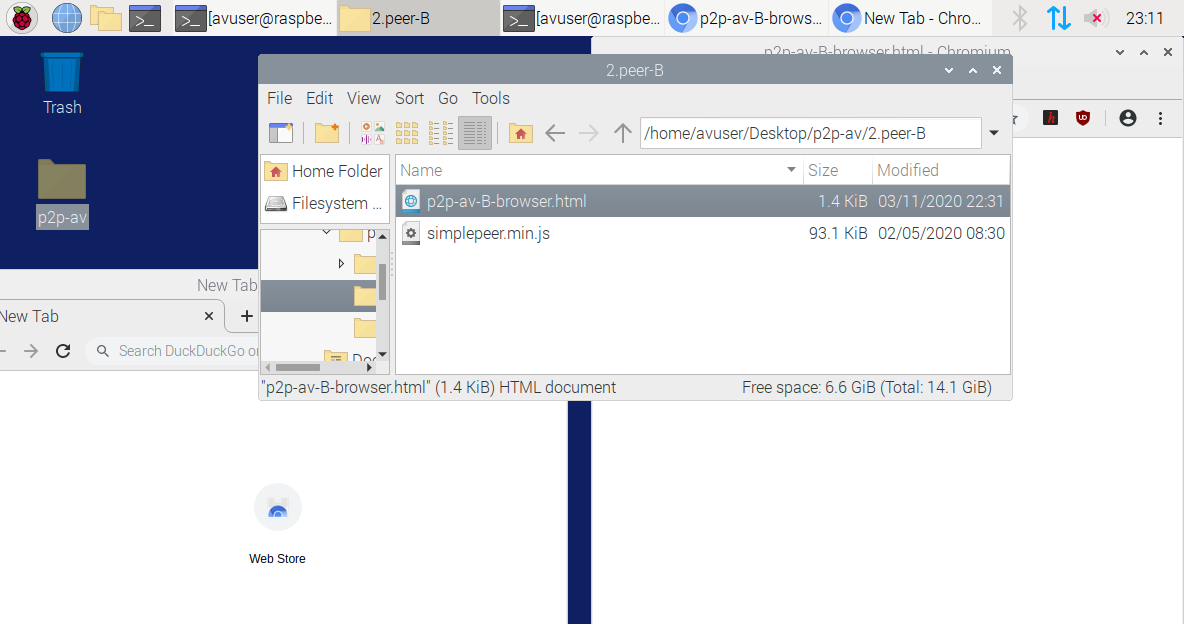 [avuser@raspbe...
2.peer-B
[avuser@raspbe...
p2p-av-B-brows...
New Tab - Chro...
23:11
Trash
p2p-av
p2p-av-B-browser.html - Chromium
2.peer-B
File Edit View Sort Go Tools
/home/avuser/Desktop/p2p-av/2.peer-B
Home Folder
Filesystem ...
p
Doc
Name Size Modified
p2p-av-B-browser.html 1.4 KiB 03/11/2020 22:31
simplepeer.min.js 93.1 KiB 02/05/2020 08:30
"p2p-av-B-browser.html" (1.4 KiB) HTML document Free space: 6.6 GiB (Total: 14.1 GiB)
h
UD
New Tab
New Tab
Search DuckDuckGo or
Web Store